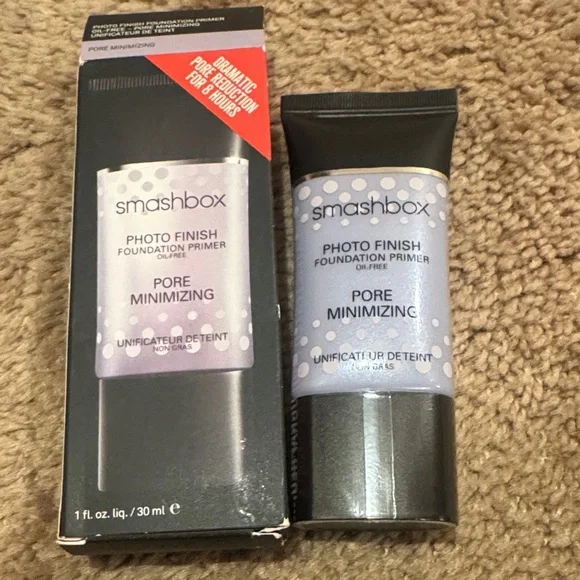 PHOTO FINISH FOUNDATION PRIMER
OIL-FREE - PORE MINIMIZING
UNIFICATEUR DE TEINT
PORE MINIMIZING
DRAMATIC
PORE REDUCTION
FOR 8 HOURS
smashbox
PHOTO FINISH
FOUNDATION PRIMER
OIL-FREE
PORE
MINIMIZING
UNIFICATEUR DE TEINT
NON GRAS
1 fl. oz. liq. / 30 ml e
smashbox
PHOTO FINISH
FOUNDATION PRIMER
OIL-FREE
PORE
MINIMIZING
UNIFICATEUR DE TEINT
NON GRAS